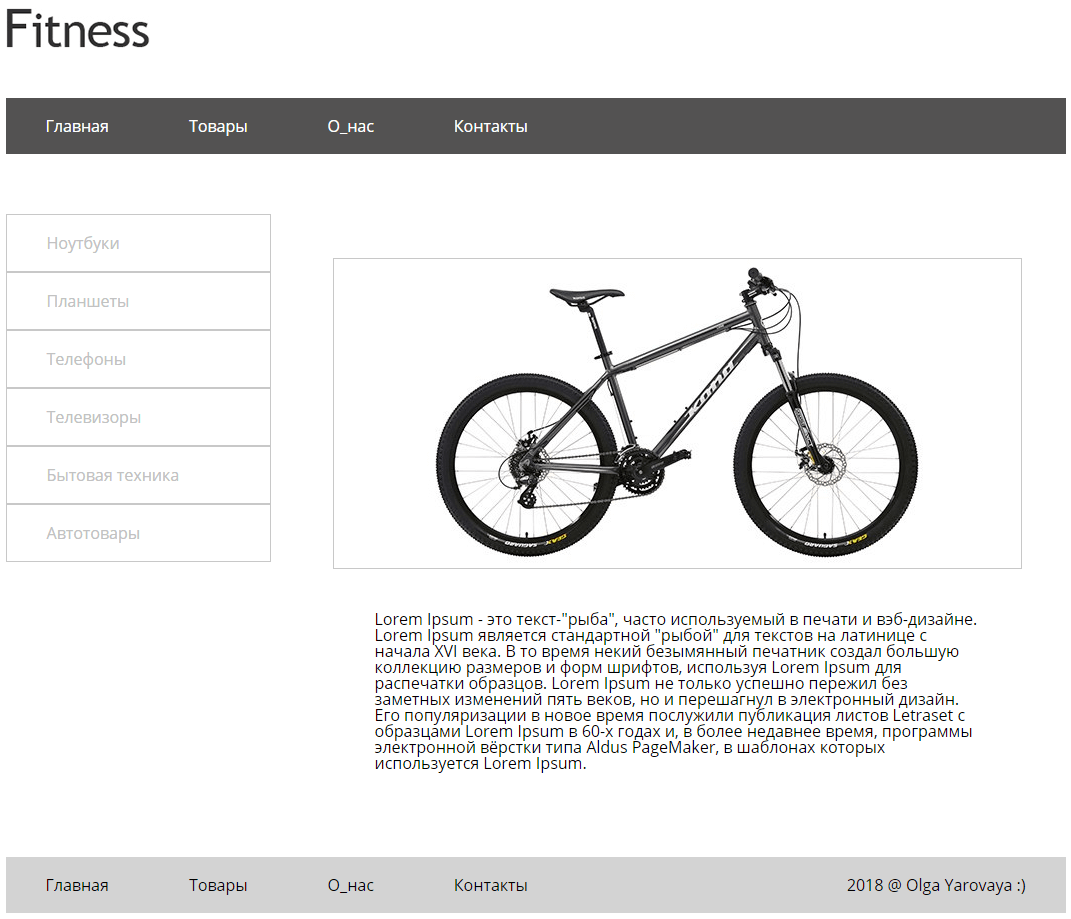 Fitness
Главная Товары О_нас Контакты
Ноутбуки
Планшеты
Телефоны
Телевизоры
Бытовая техника
Автотовары
kona
Lorem Ipsum - это текст-"рыба", часто используемый в печати и вэб-дизайне.
Lorem Ipsum является стандартной "рыбой" для текстов на латинице с
начала XVI века. В то время некий безымянный печатник создал большую
коллекцию размеров и форм шрифтов, используя Lorem Ipsum для
распечатки образцов. Lorem Ipsum не только успешно пережил без
заметных изменений пять веков, но и перешагнул в электронный дизайн.
Его популяризации в новое время послужили публикация листов Letraset с
образцами Lorem Ipsum в 60-х годах и, в более недавнее время, программы
электронной вёрстки типа Aldus PageMaker, в шаблонах которых
используется Lorem Ipsum.
Главная Товары О_нас Контакты 2018 @ Olga Yarovaya :)